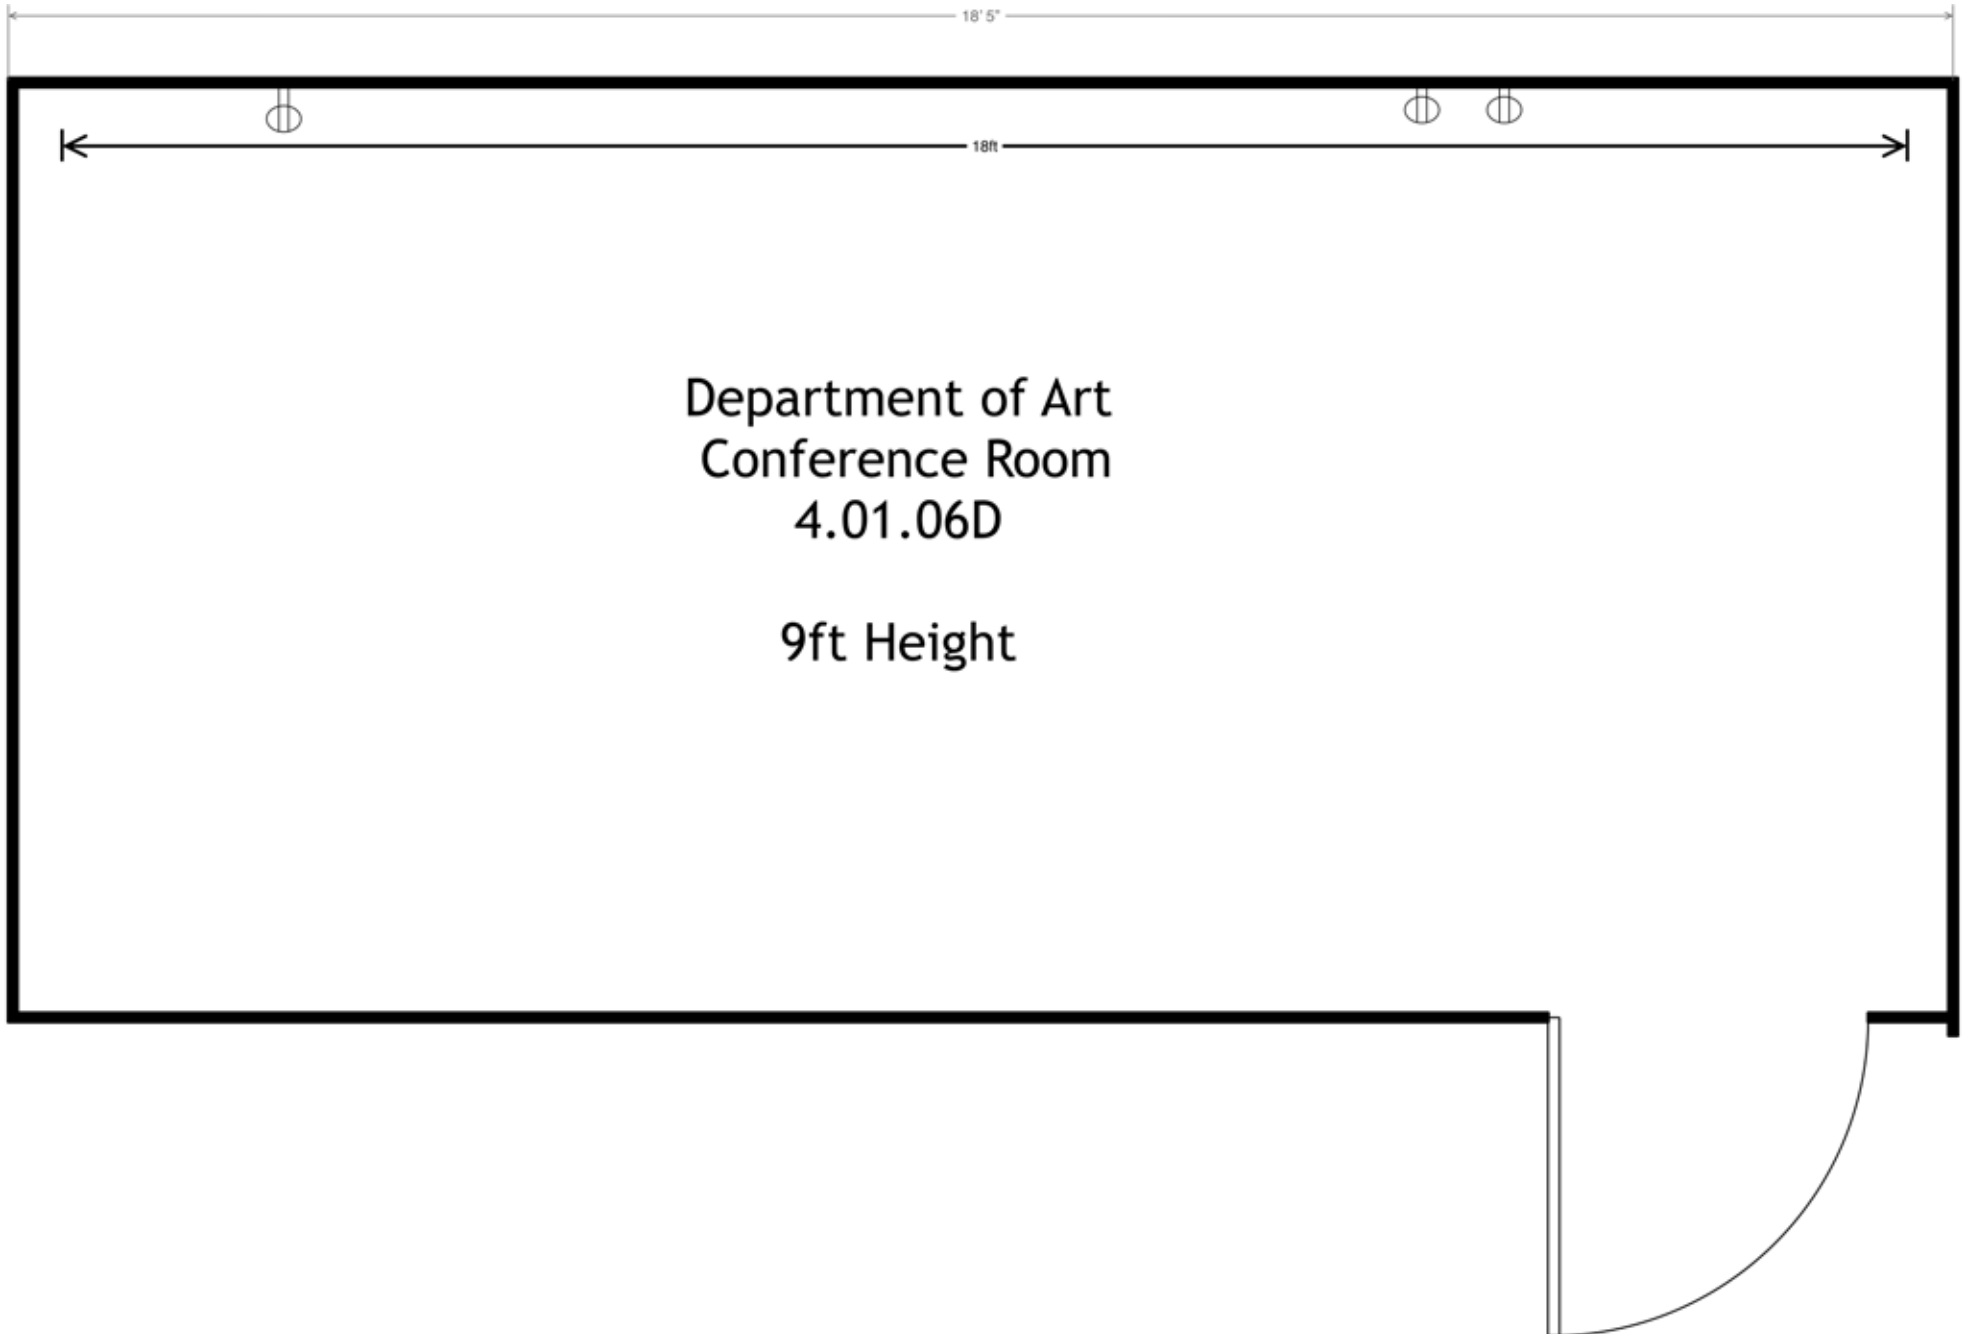 18' 5"
18ft
Department of Art
Conference Room
4.01.06D
9ft Height